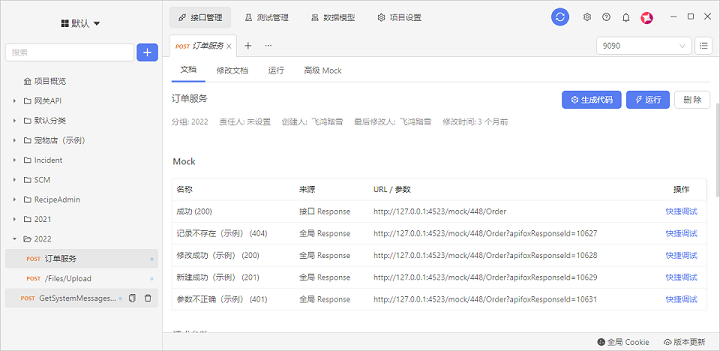 默认
接口管理
测试管理
数据模型
项目设置
搜索
POST 订单服务
9090
项目概览
网关API
默认分类
宠物店（示例）
Incident
SCM
RecipeAdmin
2021
2022
POST 订单服务
POST /Files/Upload
POST GetSystemMessages...
文档 修改文档 运行 高级 Mock
订单服务
生成代码 运行 删 除
分组: 2022 责任人: 未设置 创建人: 飞鸿踏雪 最后修改人: 飞鸿踏雪 修改时间: 3 个月前
Mock
名称 来源 URL / 参数 操作
成功 (200) 接口 Response http://127.0.0.1:4523/mock/448/Order 快捷调试
记录不存在（示例） (404) 全局 Response http://127.0.0.1:4523/mock/448/Order?apifoxResponseId=10627 快捷调试
修改成功（示例） (200) 全局 Response http://127.0.0.1:4523/mock/448/Order?apifoxResponseId=10628 快捷调试
新建成功（示例） (201) 全局 Response http://127.0.0.1:4523/mock/448/Order?apifoxResponseId=10629 快捷调试
参数不正确（示例） (401) 全局 Response http://127.0.0.1:4523/mock/448/Order?apifoxResponseId=10631 快捷调试
全局 Cookie 版本更新